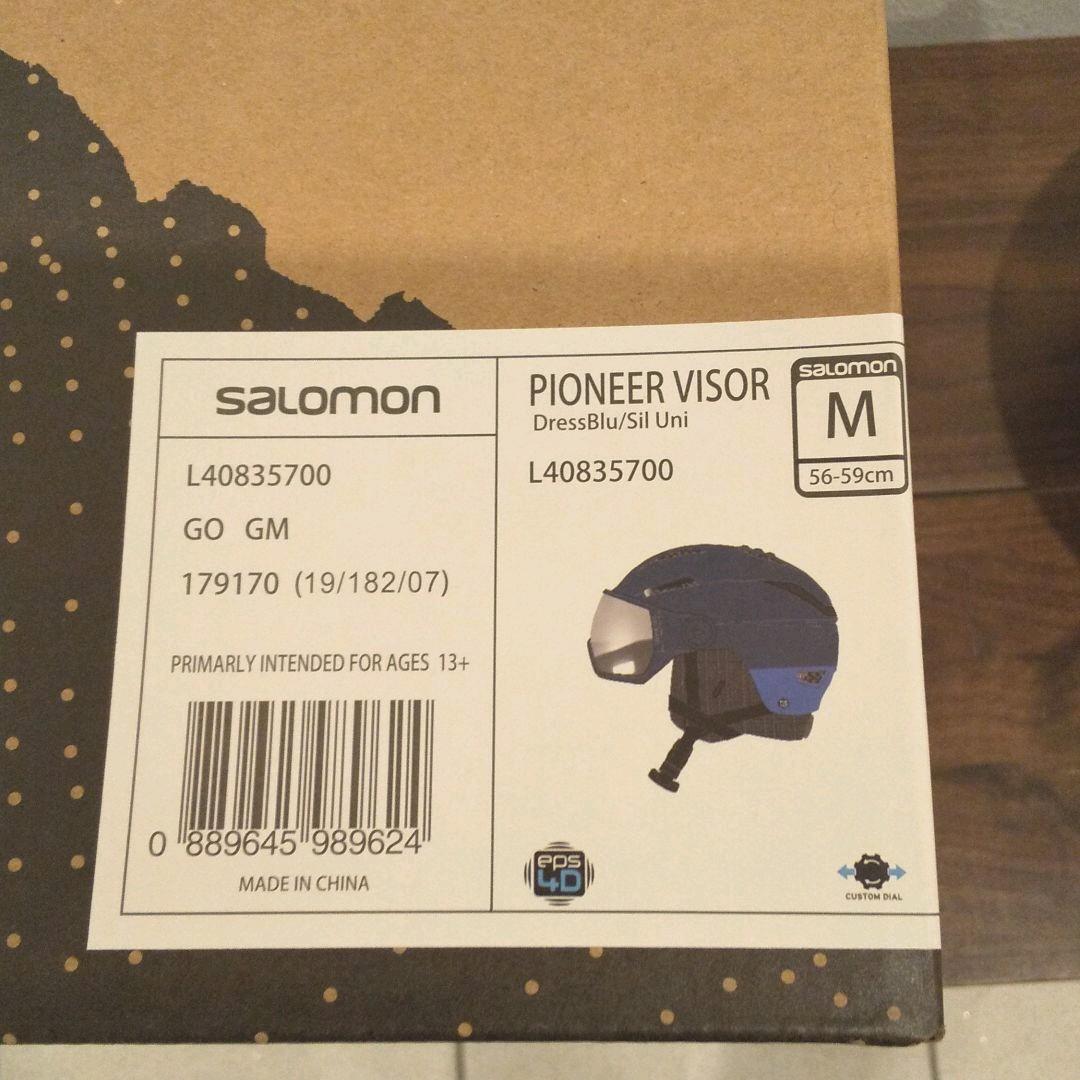 salomon
L40835700
GO GM
179170 (19/182/07)
PRIMARLY INTENDED FOR AGES 13+
0 889645 989624
MADE IN CHINA
PIONEER VISOR
DressBlu/Sil Uni
L40835700
salomon
M
56-59cm
eps
4D
CUSTOM DIAL